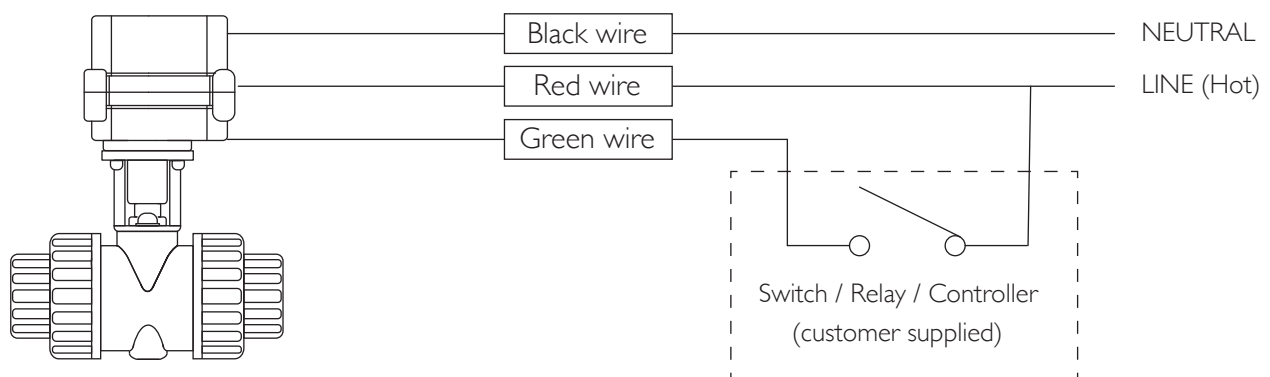 Black wire
NEUTRAL
Red wire
LINE (Hot)
Green wire
Switch / Relay / Controller
(customer supplied)